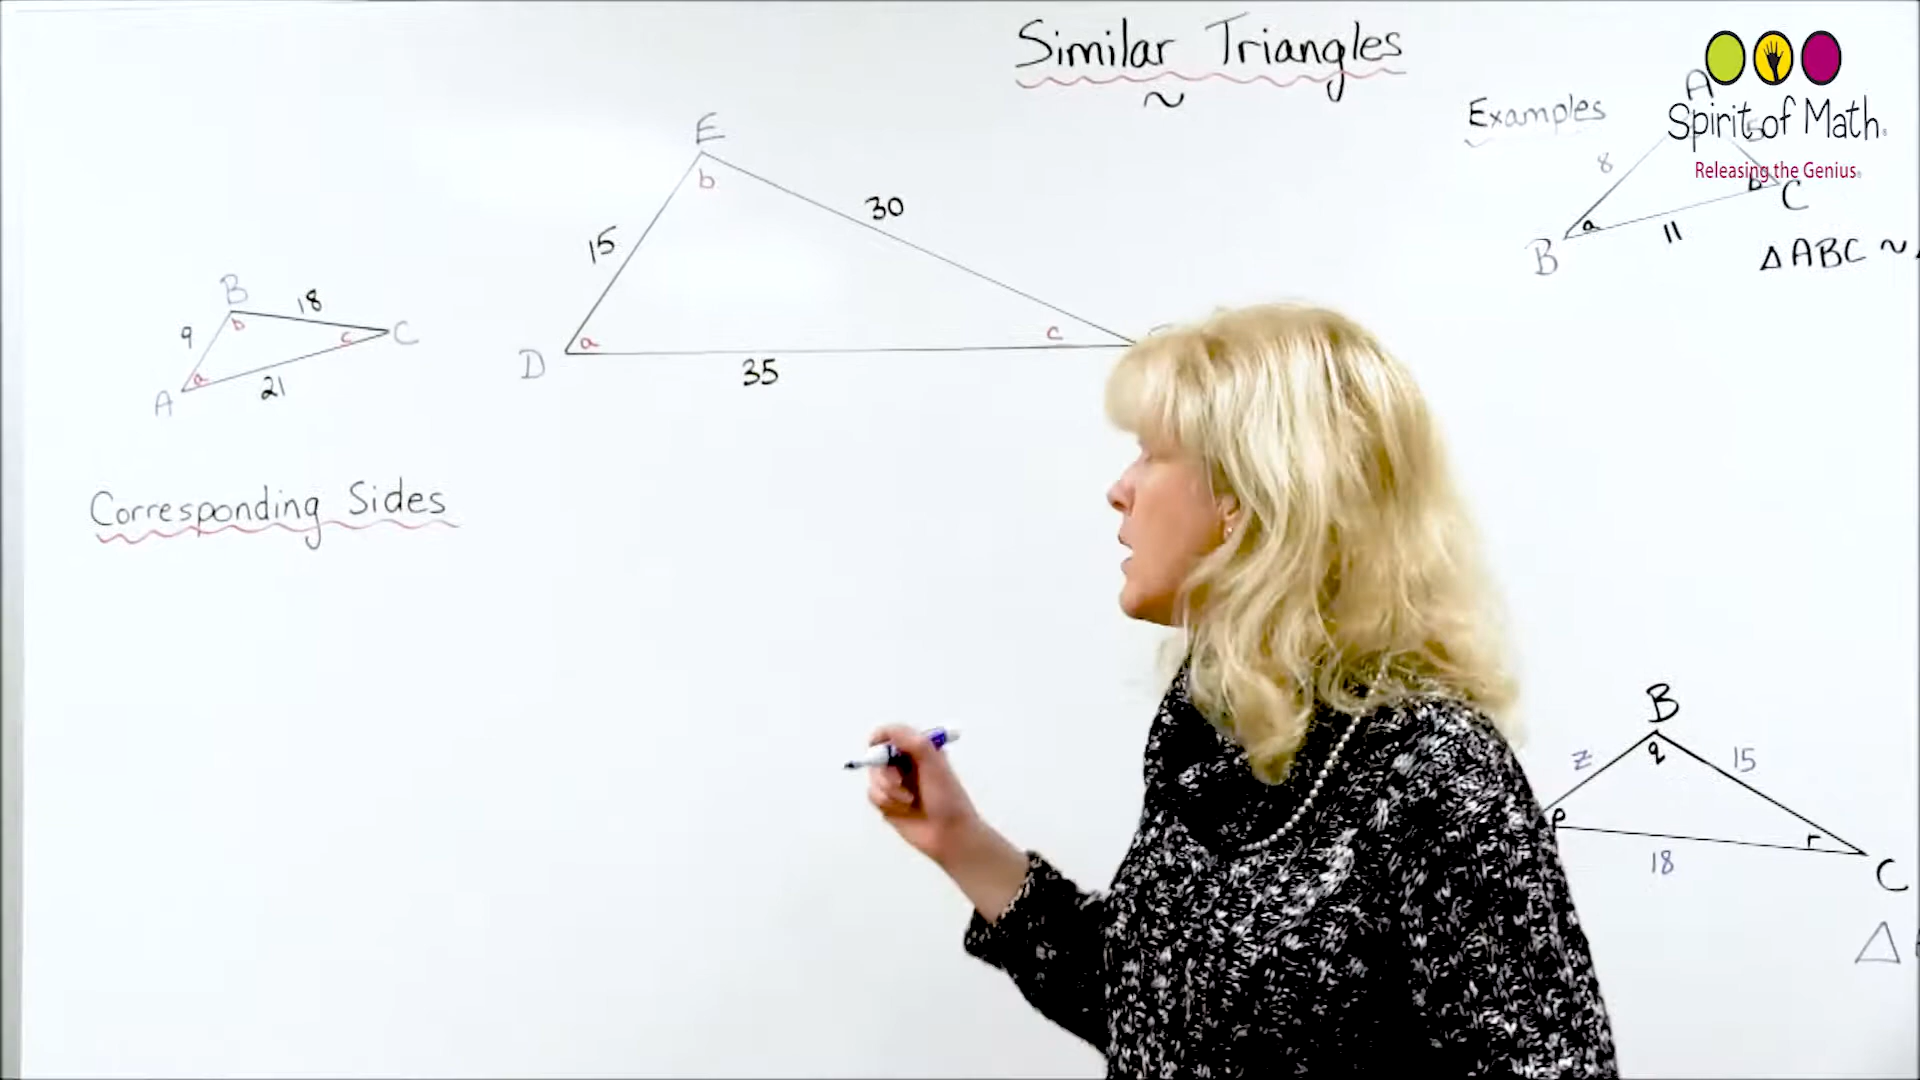 Similar Triangles
~
Examples
A
8
5
a
b
B
11
C
△ABC ~
Spirit of Math
Releasing the Genius
E
b
15
30
D
a
c
35
B
18
9
b
c
C
a
A
21
Corresponding Sides
B
z
q
15
p
r
18
C
△